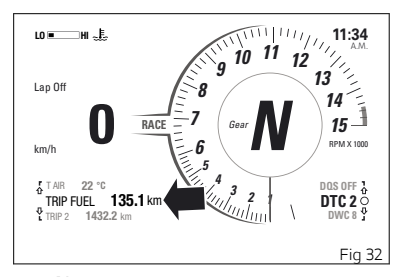 LO HI
11:34
A.M.
Lap Off
0
km/h
RACE
Gear
N
1
2
3
4
5
6
7
8
9
10
11
12
13
14
15
RPM X 1000
T AIR 22 °C
TRIP FUEL 135.1 km
TRIP 2 1432.2 km
DQS OFF
DTC 2
DWC 8
Fig 32